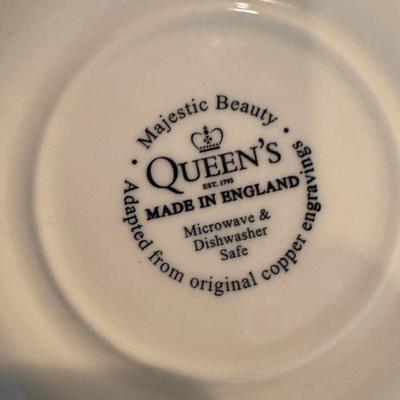 • Majestic Beauty •
QUEEN'S
EST. 1795
MADE IN ENGLAND
Microwave &
Dishwasher
Safe
Adapted from original copper engravings